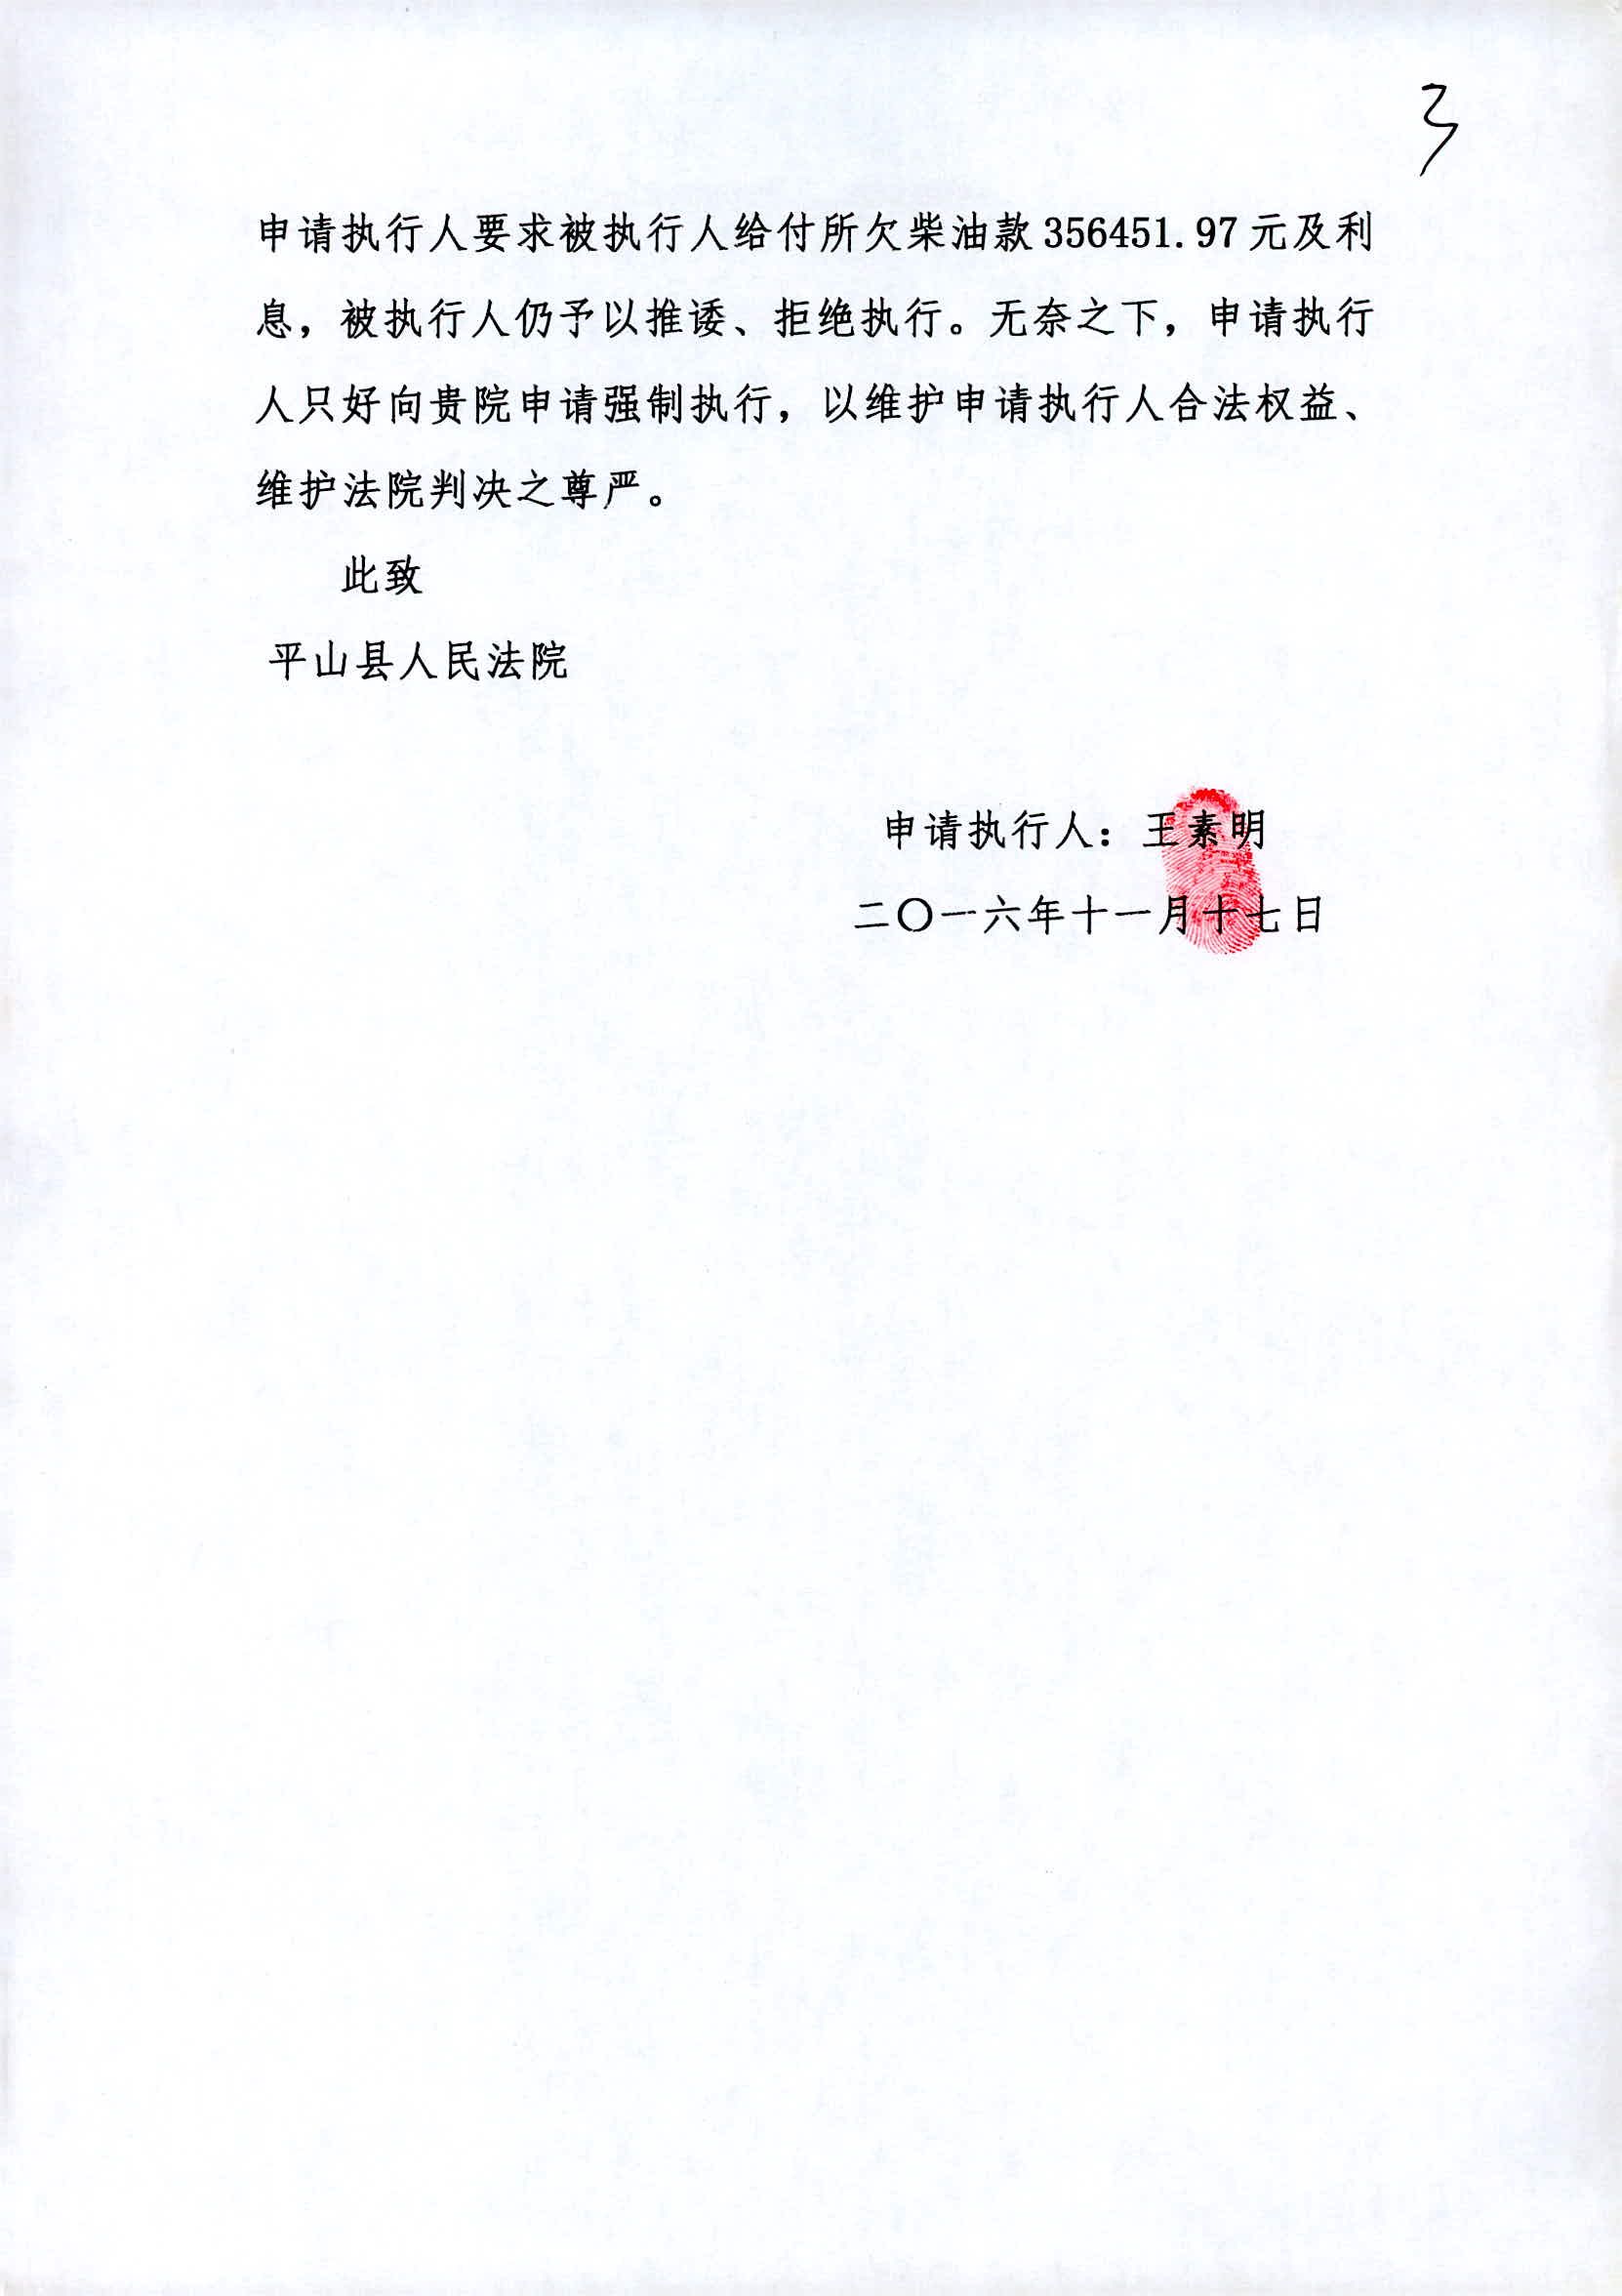 3
申请执行人要求被执行人给付所欠柴油款356451.97元及利
息，被执行人仍予以推诿、拒绝执行。无奈之下，申请执行
人只好向贵院申请强制执行，以维护申请执行人合法权益、
维护法院判决之尊严。
此致
平山县人民法院
申请执行人：王素明
二〇一六年十一月十七日